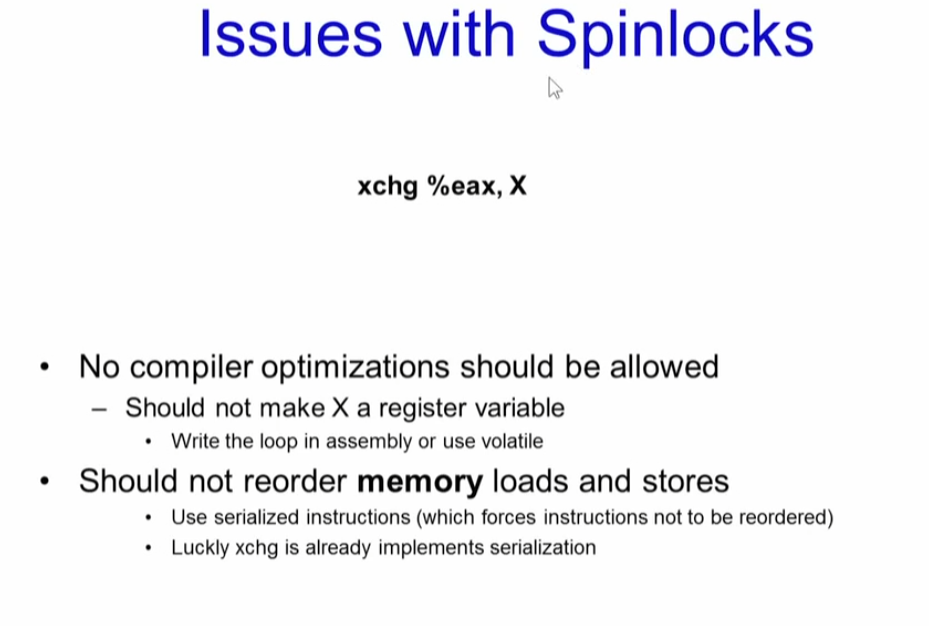 Issues with Spinlocks
xchg %eax, X
• No compiler optimizations should be allowed
– Should not make X a register variable
• Write the loop in assembly or use volatile
• Should not reorder memory loads and stores
• Use serialized instructions (which forces instructions not to be reordered)
• Luckly xchg is already implements serialization